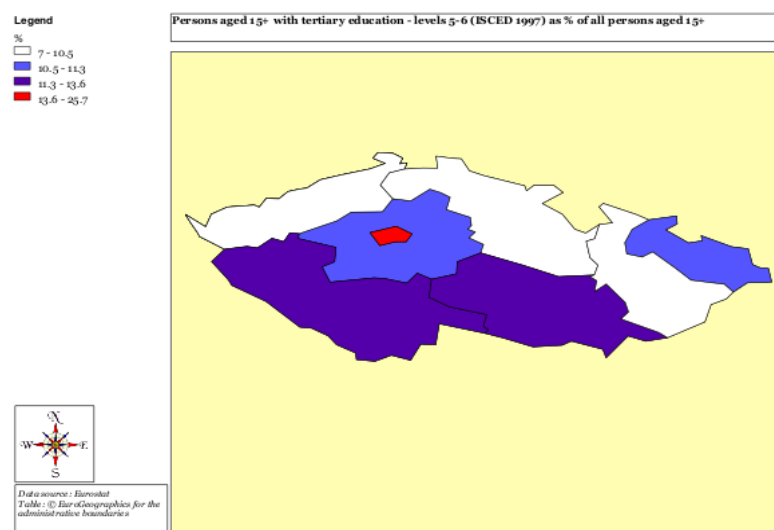 Legend
Persons aged 15+ with tertiary education - levels 5-6 (ISCED 1997) as % of all persons aged 15+
%
7 - 10.5
10.5 - 11.3
11.3 - 13.6
13.6 - 25.7
N
W E
S
Data source : Eurostat
Table : © EuroGeographics for the
administrative boundaries